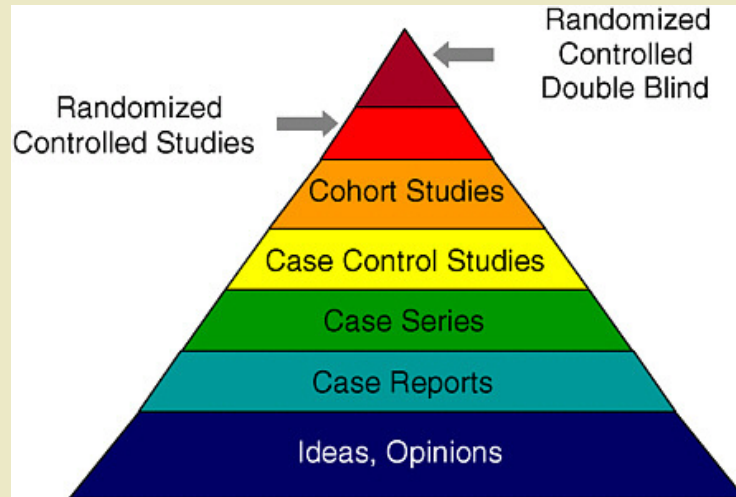 Randomized
Controlled
Double Blind
Randomized
Controlled Studies
Cohort Studies
Case Control Studies
Case Series
Case Reports
Ideas, Opinions